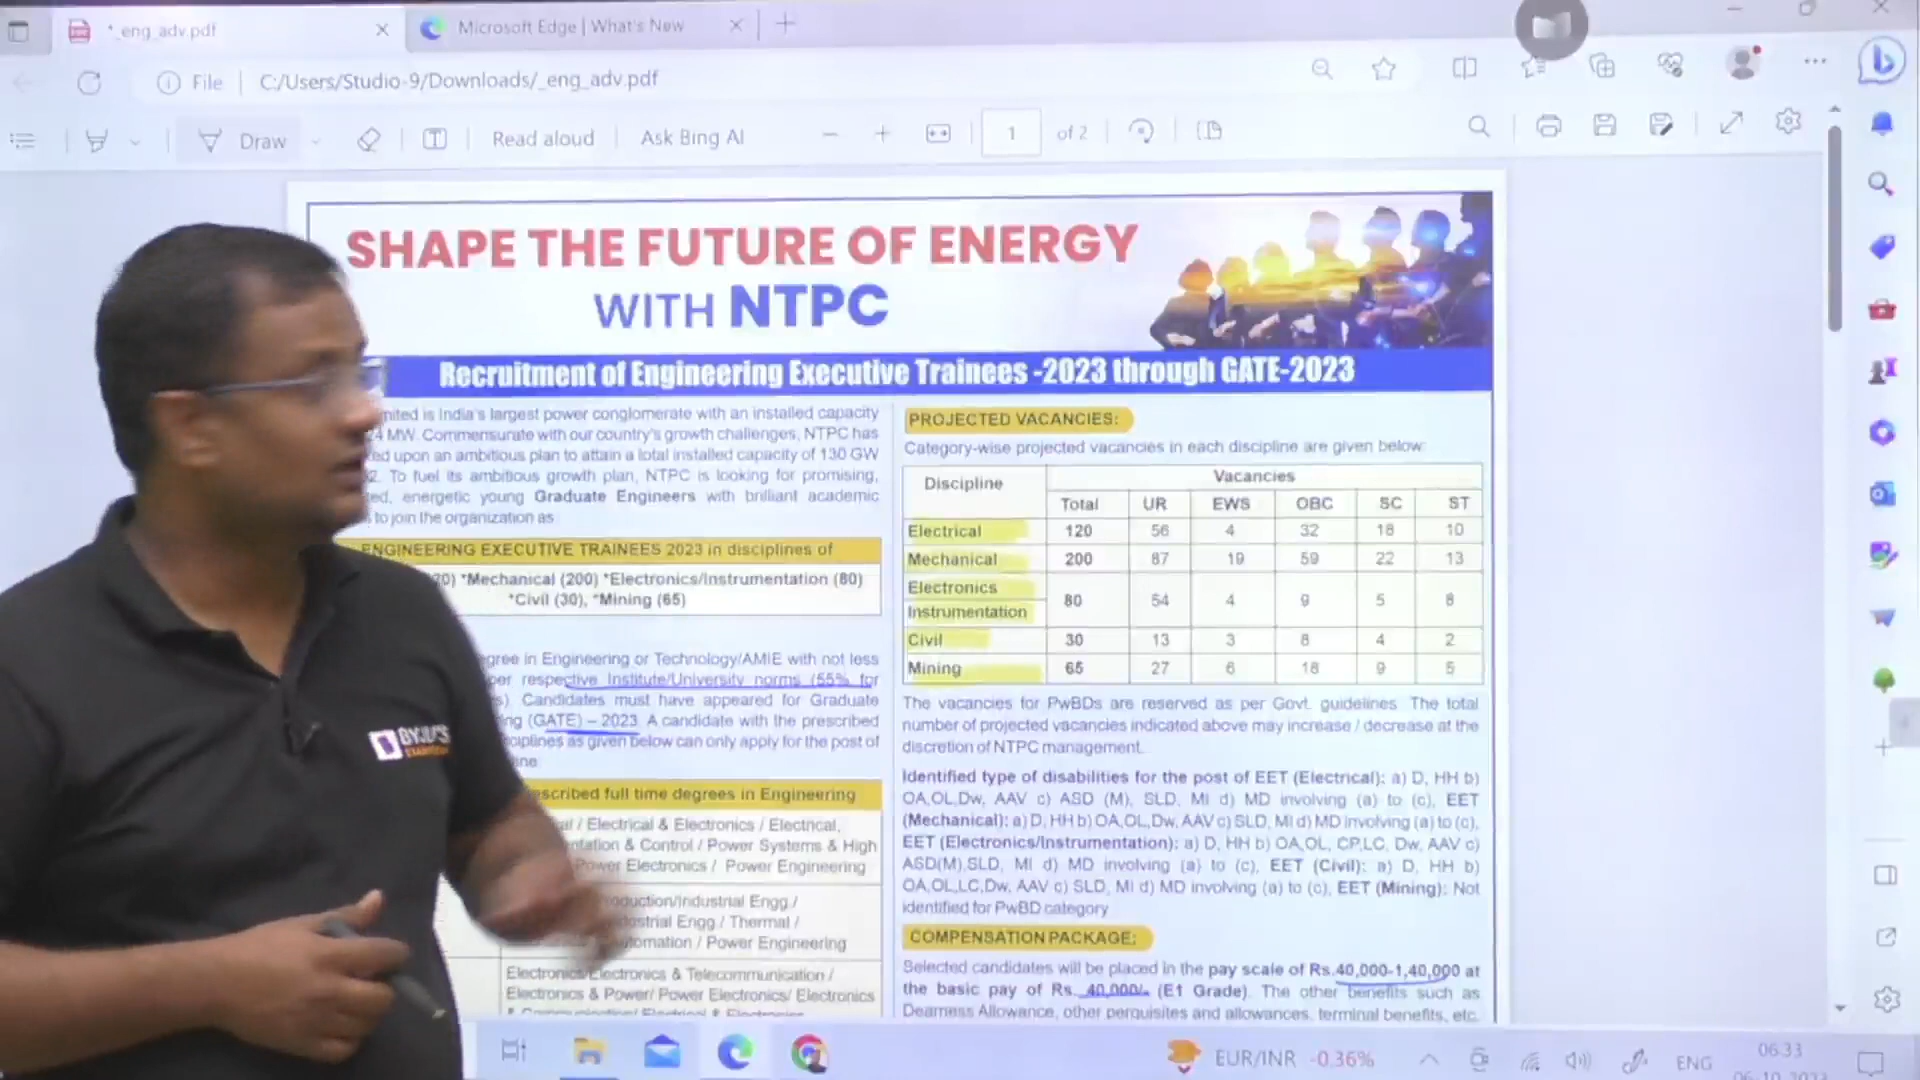 *_eng_adv.pdf
Microsoft Edge | What's New
File
C:/Users/Studio-9/Downloads/_eng_adv.pdf
Draw
Read aloud
Ask Bing AI
1
of 2
SHAPE THE FUTURE OF ENERGY
WITH NTPC
Recruitment of Engineering Executive Trainees -2023 through GATE-2023
is India's largest power conglomerate with an installed capacity
MW. Commensurate with our country's growth challenges, NTPC has
upon an ambitious plan to attain a total installed capacity of 130 GW
To fuel its ambitious growth plan, NTPC is looking for promising,
energetic young Graduate Engineers with brilliant academic
to join the organization as
ENGINEERING EXECUTIVE TRAINEES 2023 in disciplines of
*Mechanical (200) *Electronics/Instrumentation (80)
*Civil (30), *Mining (65)
in Engineering or Technology/AMIE with not less
respective Institute/University norms (55% for
Candidates must have appeared for Graduate
(GATE) – 2023. A candidate with the prescribed
as given below can only apply for the post of
full time degrees in Engineering
/ Electrical & Electronics / Electrical,
& Control / Power Systems & High
Power Electronics / Power Engineering
Engg./
Engg / Thermal /
/ Power Engineering
Electronics/Electronics & Telecommunication /
Electronics & Power/ Power Electronics/ Electronics
PROJECTED VACANCIES:
Category-wise projected vacancies in each discipline are given below:
Discipline Vacancies
Total UR EWS OBC SC ST
Electrical 120 56 4 32 18 10
Mechanical 200 87 19 59 22 13
Electronics
Instrumentation 80 54 4 9 5 8
Civil 30 13 3 8 4 2
Mining 65 27 6 18 9 5
The vacancies for PwBDs are reserved as per Govt. guidelines. The total
number of projected vacancies indicated above may increase / decrease at the
discretion of NTPC management.
Identified type of disabilities for the post of EET (Electrical): a) D, HH b)
OA,OL,Dw, AAV c) ASD (M), SLD, MI d) MD involving (a) to (c), EET
(Mechanical): a) D, HH b) OA,OL,Dw, AAV c) SLD, MI d) MD Involving (a) to (c),
EET (Electronics/Instrumentation): a) D, HH b) OA,OL, CP,LC, Dw, AAV c)
ASD(M),SLD, MI d) MD involving (a) to (c), EET (Civil): a) D, HH b)
OA,OL,LC,Dw, AAV c) SLD, MI d) MD involving (a) to (c), EET (Mining): Not
identified for PwBD category
COMPENSATION PACKAGE:
Selected candidates will be placed in the pay scale of Rs.40,000-1,40,000 at
the basic pay of Rs. 40,000/- (E1 Grade). The other benefits such as
Dearness Allowance, other perquisites and allowances, terminal benefits, etc.
BYJU'S
EUR/INR -0.36%
ENG
06:33